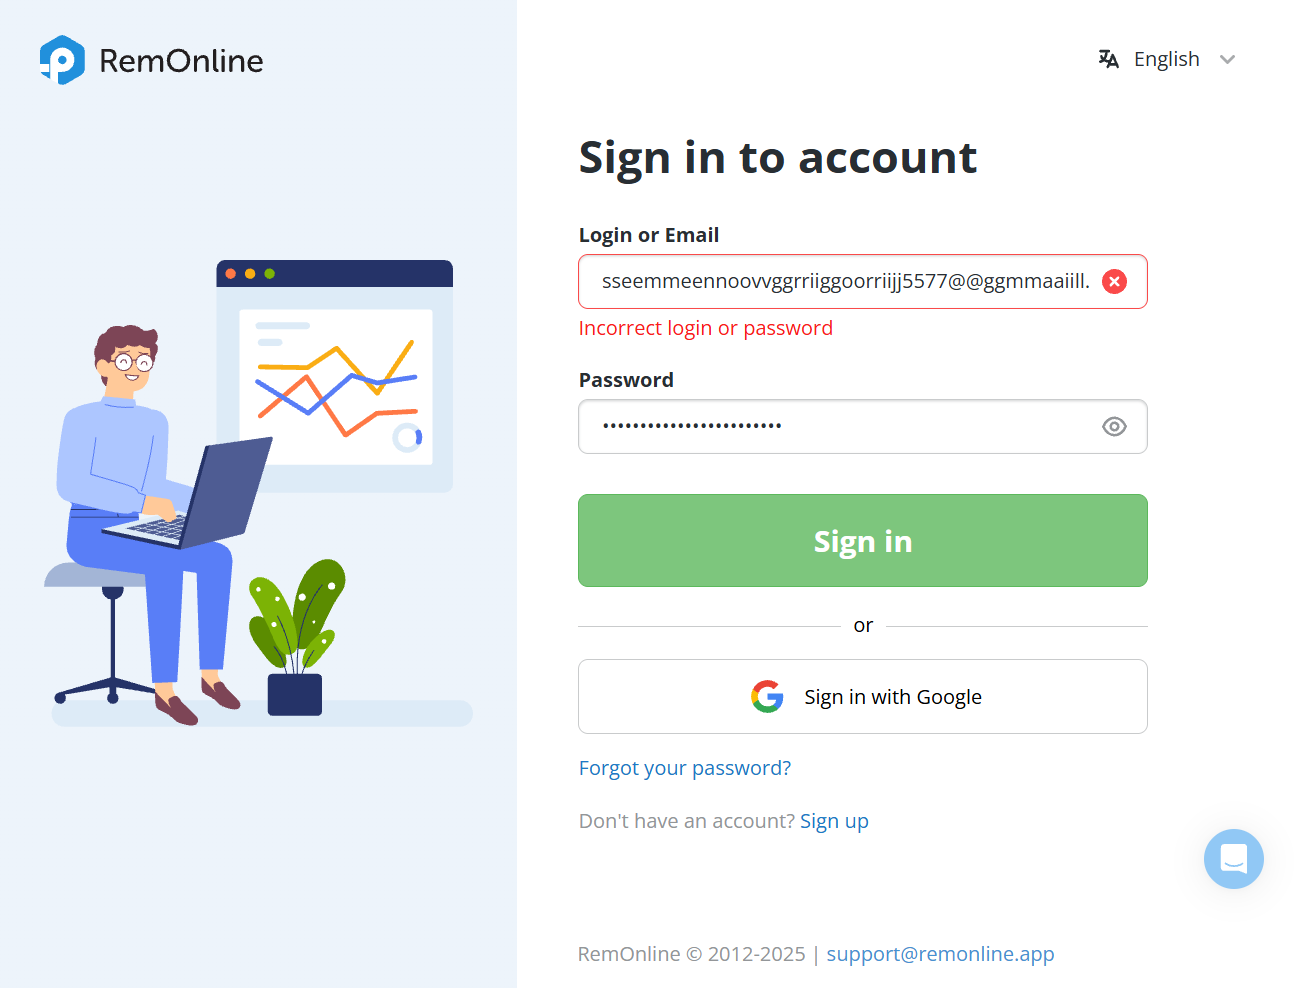 RemOnline
English
Sign in to account
Login or Email
sseemmeennoovvggrriiggoorriijj5577@@ggmmaaiill.
Incorrect login or password
Password
••••••••••••••••••••••••
Sign in
or
Sign in with Google
Forgot your password?
Don't have an account? Sign up
RemOnline © 2012-2025 | support@remonline.app